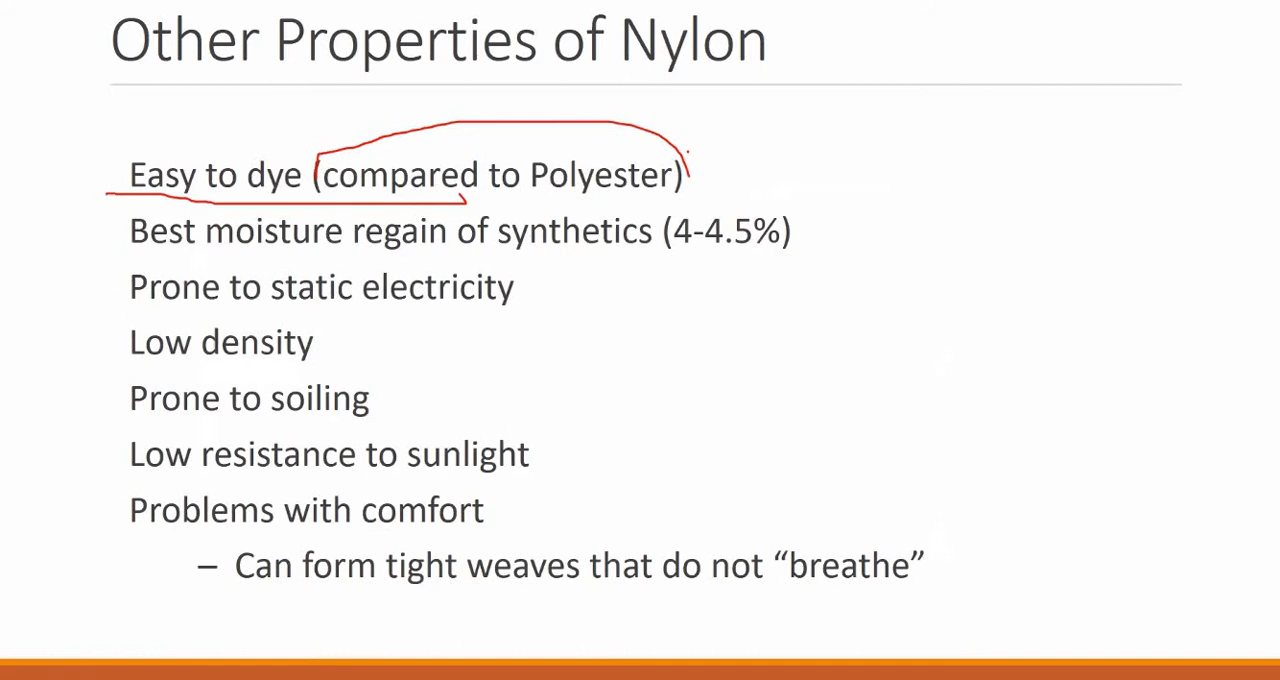 Other Properties of Nylon
Easy to dye (compared to Polyester)
Best moisture regain of synthetics (4-4.5%)
Prone to static electricity
Low density
Prone to soiling
Low resistance to sunlight
Problems with comfort
– Can form tight weaves that do not “breathe”